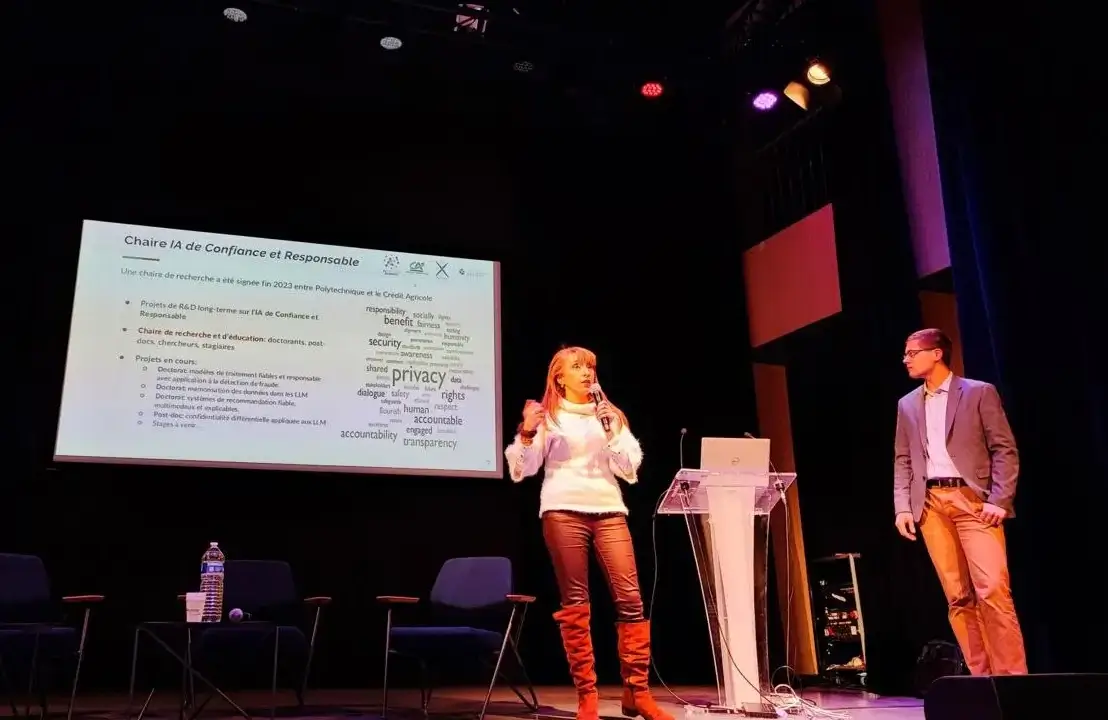 Chaire IA de Confiance et Responsable
Une chaire de recherche a été signée fin 2023 entre Polytechnique et le Crédit Agricole
Projets de R&D long-terme sur l'IA de Confiance et
Responsable
Chaire de recherche et d'éducation: doctorants, post-
docs, chercheurs, stagiaires
Projets en cours:
Doctorat: modèles de traitement fiables et responsable
avec application à la détection de fraude
Doctorat: mémorisation des données dans les LLM
Doctorat: systèmes de recommandation fiable,
multimodaux et explicables.
Post-doc: confidentialité différentielle appliquée aux LLM
Stages à venir...
responsibility socially
benefit fairness
humanity
security
awareness
shared privacy data
dialogue safety rights
human respect
flourish accountable
engaged
accountability transparency